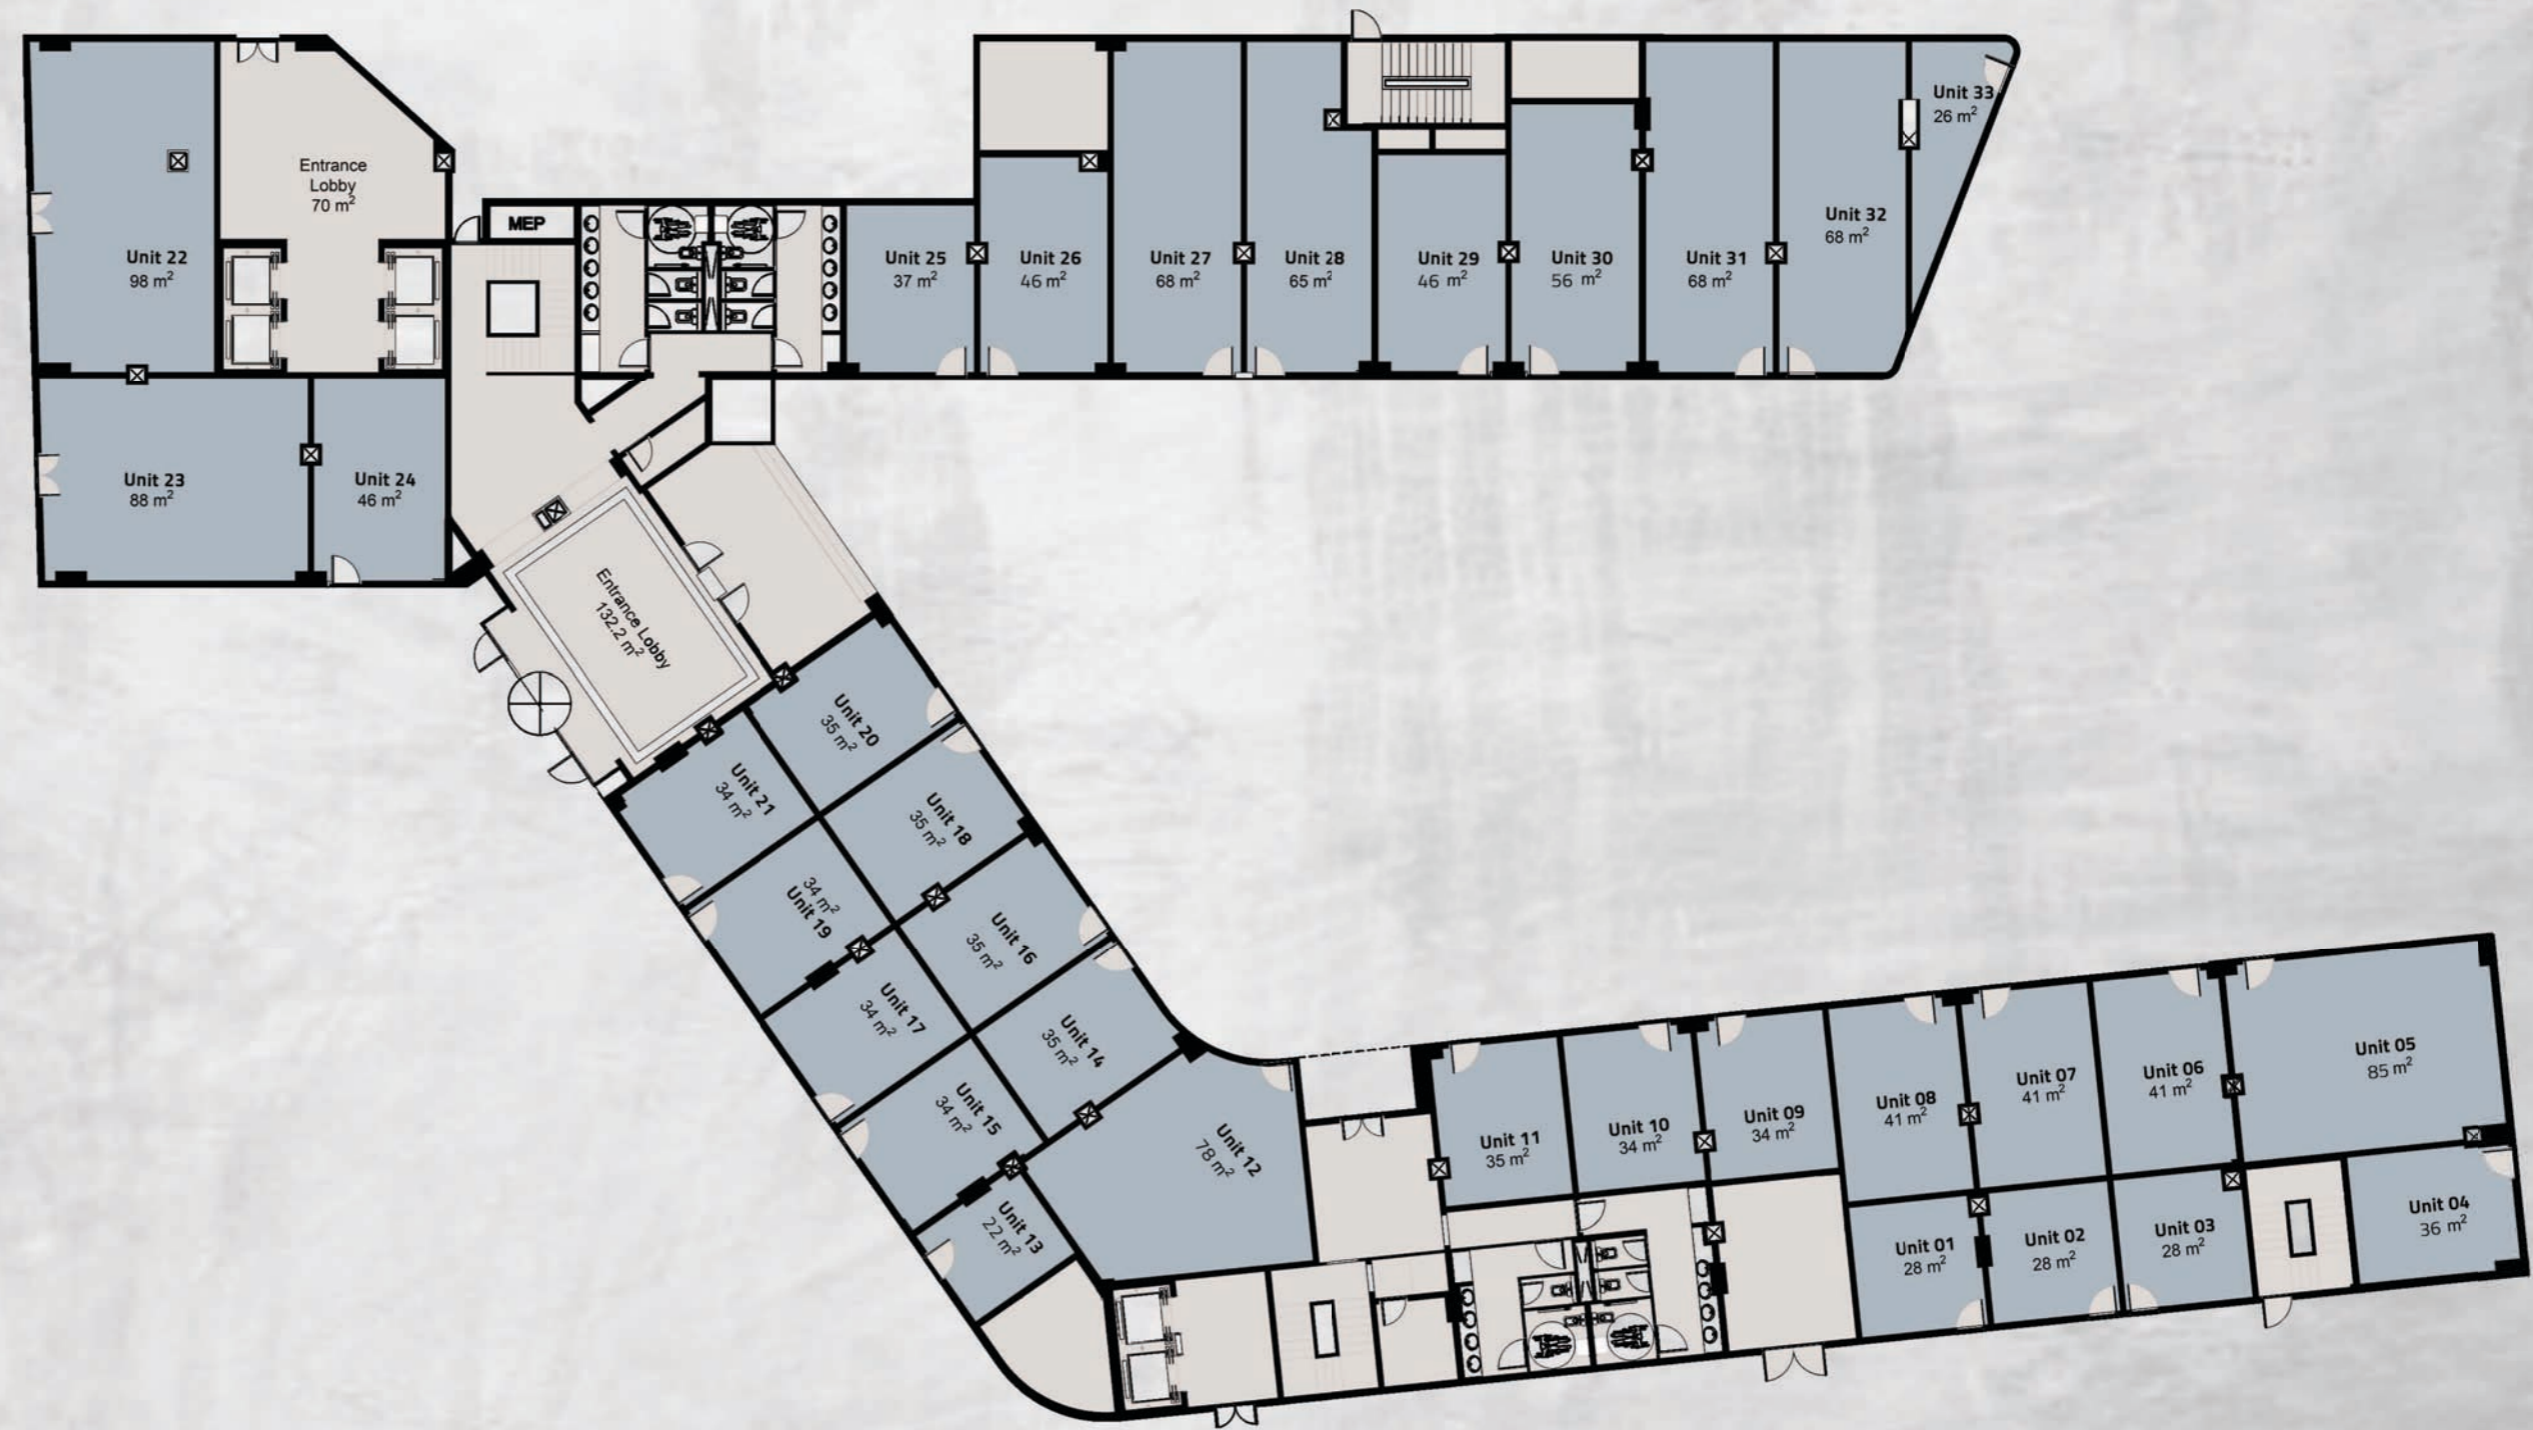 Unit 22
98 m²
Entrance
Lobby
70 m²
MEP
Unit 23
88 m²
Unit 24
46 m²
Unit 25
37 m²
Unit 26
46 m²
Unit 27
68 m²
Unit 28
65 m²
Unit 29
46 m²
Unit 30
56 m²
Unit 31
68 m²
Unit 32
68 m²
Unit 33
26 m²
Entrance Lobby
132.2 m²
Unit 20
35 m²
Unit 21
34 m²
Unit 18
35 m²
34 m²
Unit 19
Unit 16
35 m²
Unit 17
34 m²
Unit 14
35 m²
Unit 15
34 m²
Unit 12
78 m²
Unit 13
22 m²
Unit 11
35 m²
Unit 10
34 m²
Unit 09
34 m²
Unit 08
41 m²
Unit 07
41 m²
Unit 06
41 m²
Unit 05
85 m²
Unit 01
28 m²
Unit 02
28 m²
Unit 03
28 m²
Unit 04
36 m²